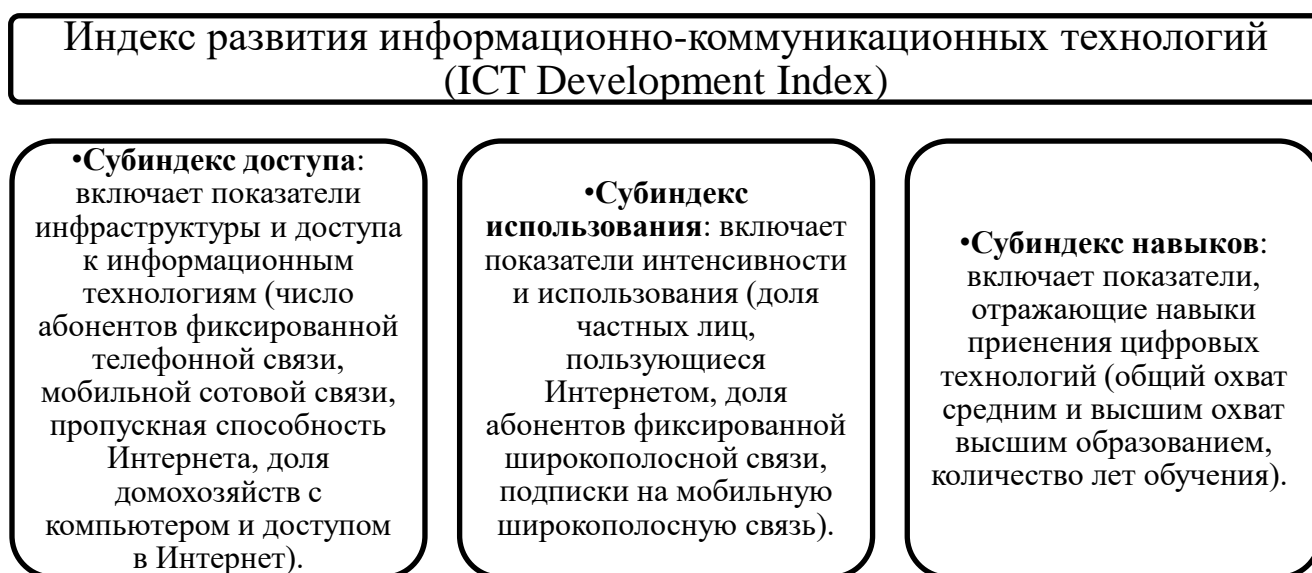 Индекс развития информационно-коммуникационных технологий
(ICT Development Index)
•Субиндекс доступа:
включает показатели
инфраструктуры и доступа
к информационным
технологиям (число
абонентов фиксированной
телефонной связи,
мобильной сотовой связи,
пропускная способность
Интернета, доля
домохозяйств с
компьютером и доступом
в Интернет).
•Субиндекс
использования: включает
показатели интенсивности
и использования (доля
частных лиц,
пользующиеся
Интернетом, доля
абонентов фиксированной
широкополосной связи,
подписки на мобильную
широкополосную связь).
•Субиндекс навыков:
включает показатели,
отражающие навыки
приенения цифровых
технологий (общий охват
средним и высшим охват
высшим образованием,
количество лет обучения).